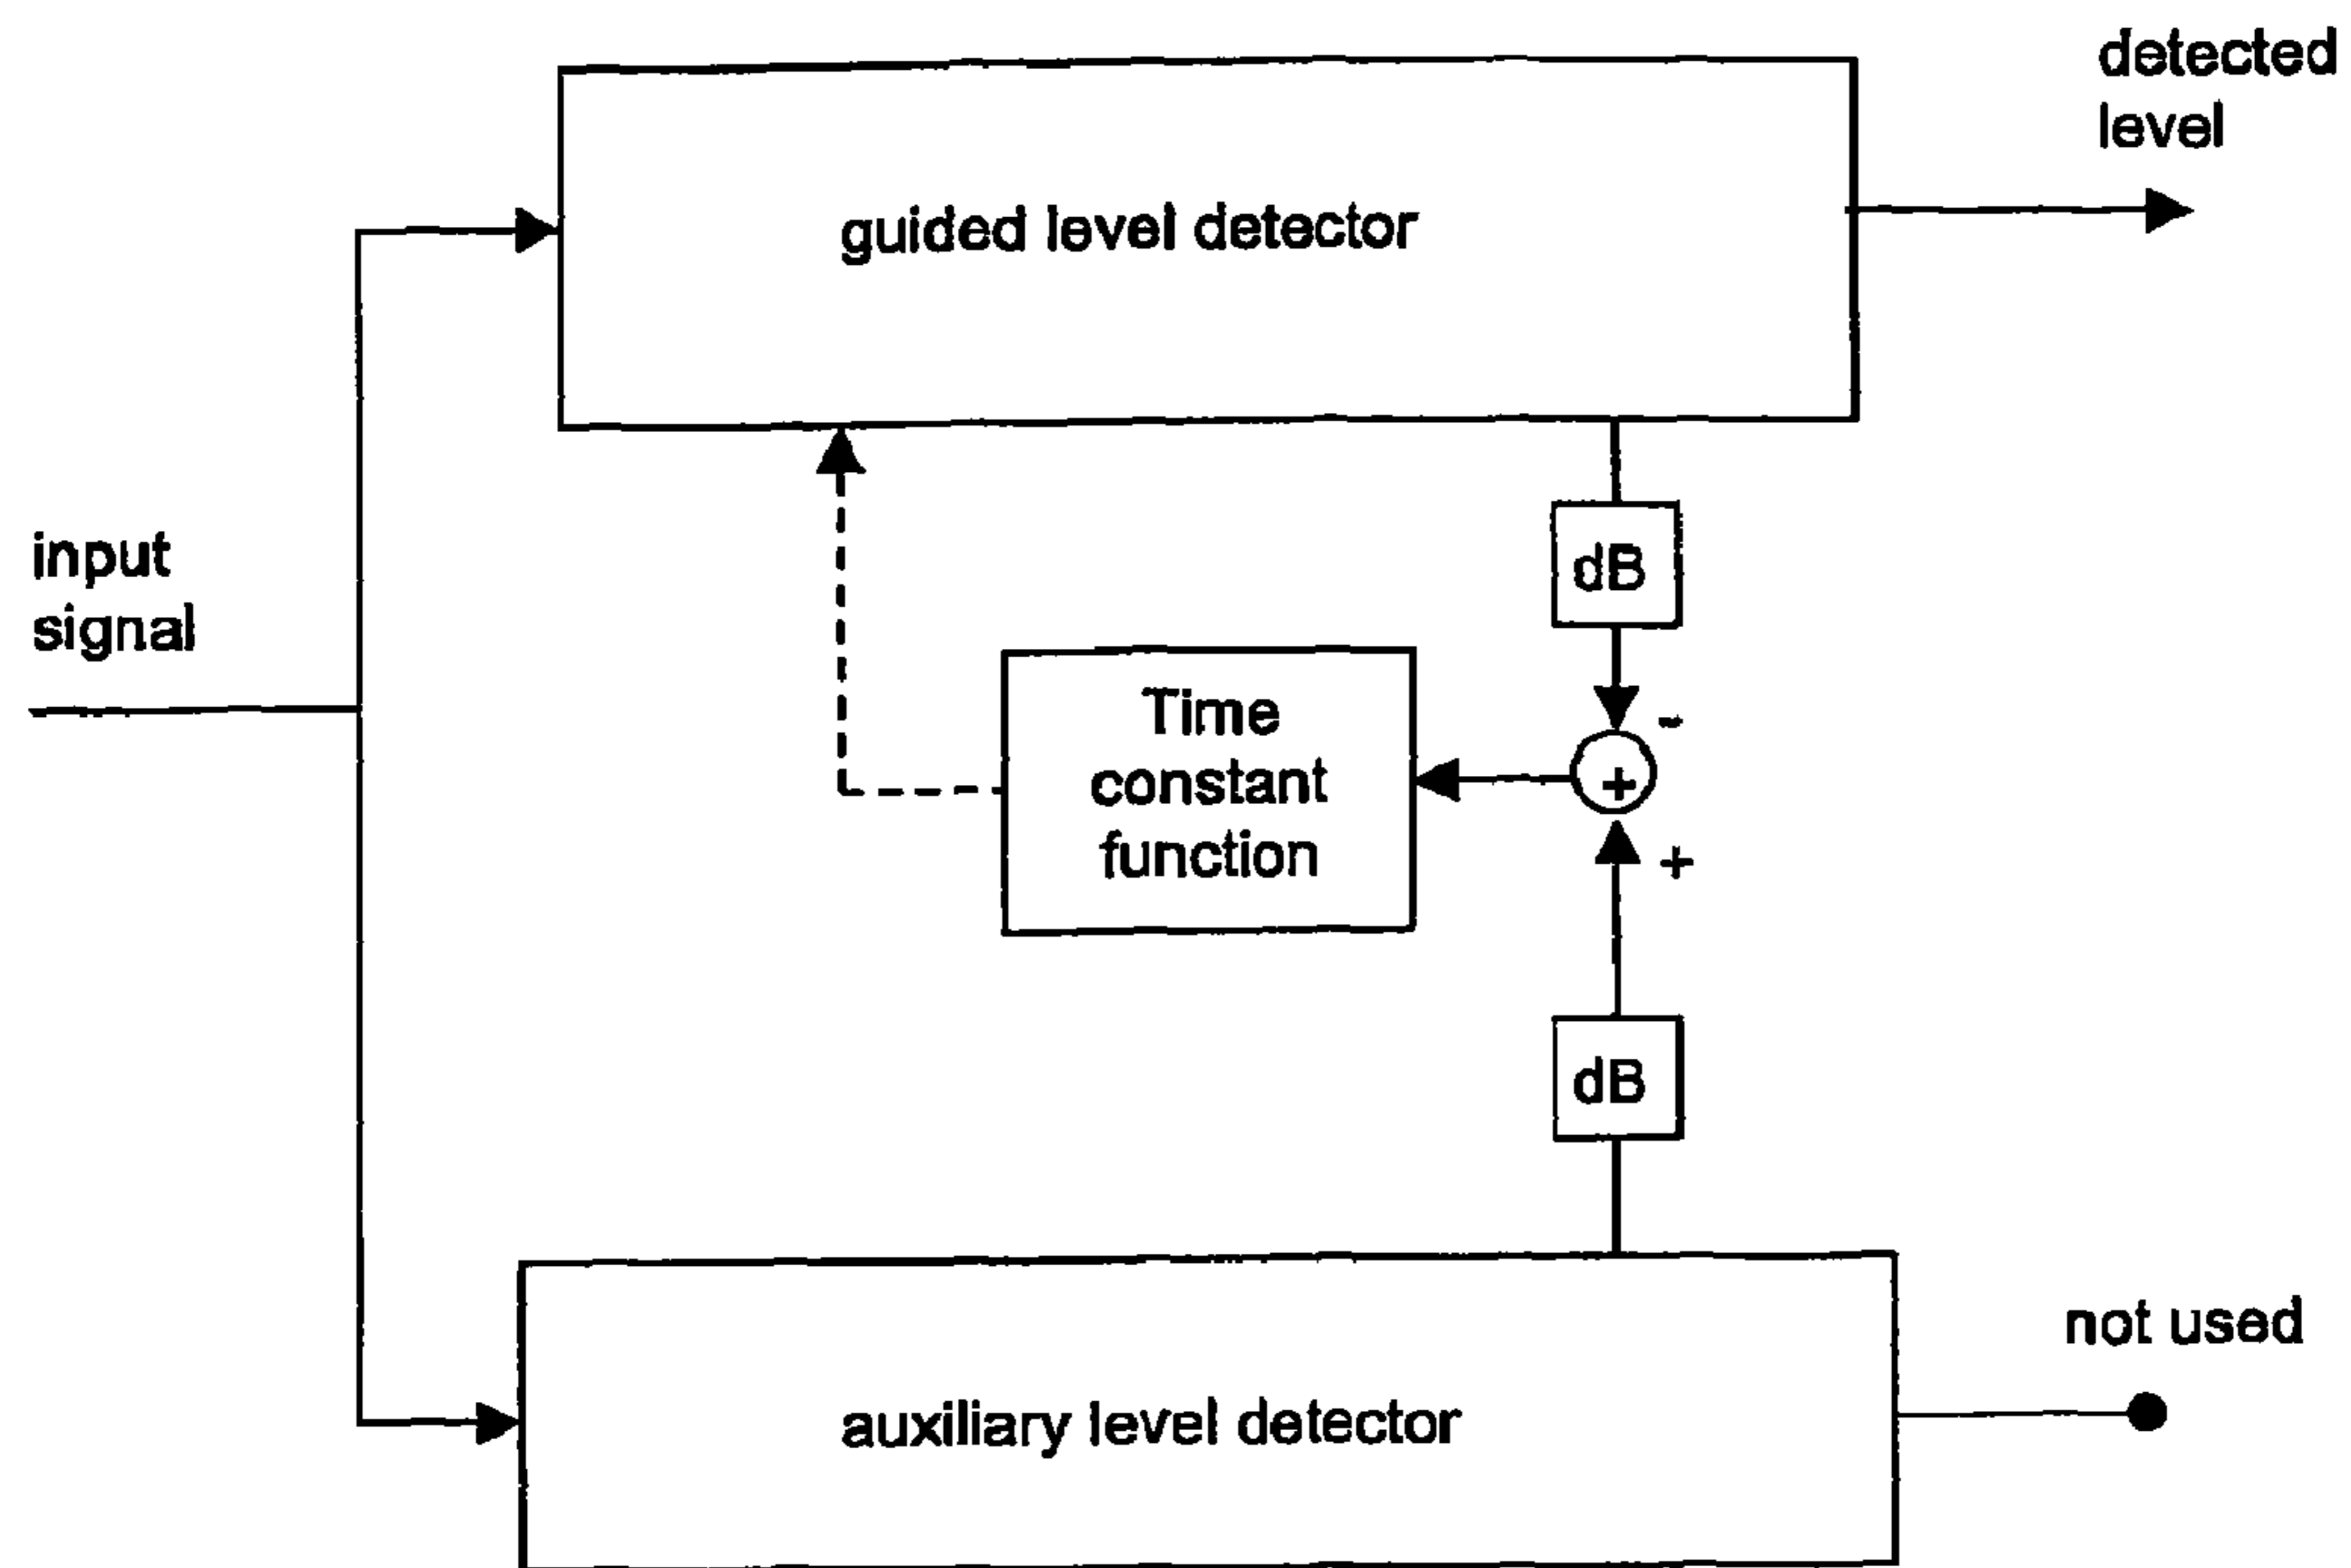 detected
level
guided level detector
dB
input
signal
-
Time
constant
function
+
+
dB
not used
auxiliary level detector